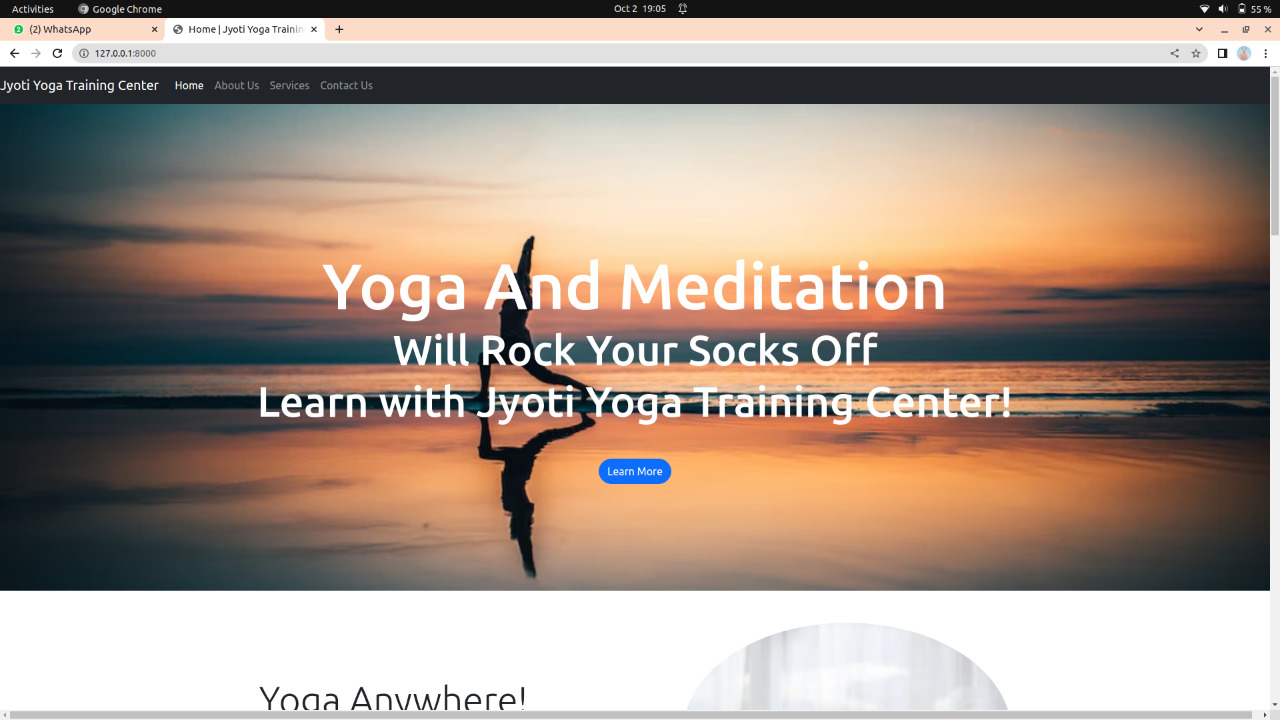 Activities Google Chrome Oct 2 19:05 55 %
2 (2) WhatsApp Home | Jyoti Yoga Trainin
127.0.0.1:8000
Jyoti Yoga Training Center Home About Us Services Contact Us
Yoga And Meditation
Will Rock Your Socks Off
Learn with Jyoti Yoga Training Center!
Learn More
Yoga Anywhere!